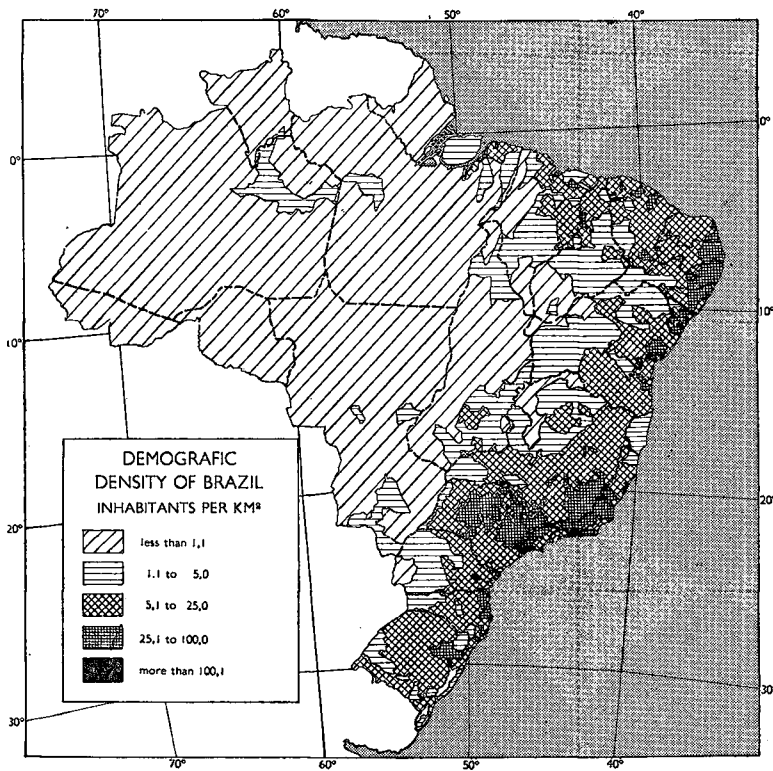 70° 60° 50° 40°
0° 0°
10° 10°
20° 20°
30° 30°
70° 60° 50° 40°
DEMOGRAFIC
DENSITY OF BRAZIL
INHABITANTS PER KM²
less than 1,1
1.1 to 5,0
5,1 to 25,0
25,1 to 100,0
more than 100,1